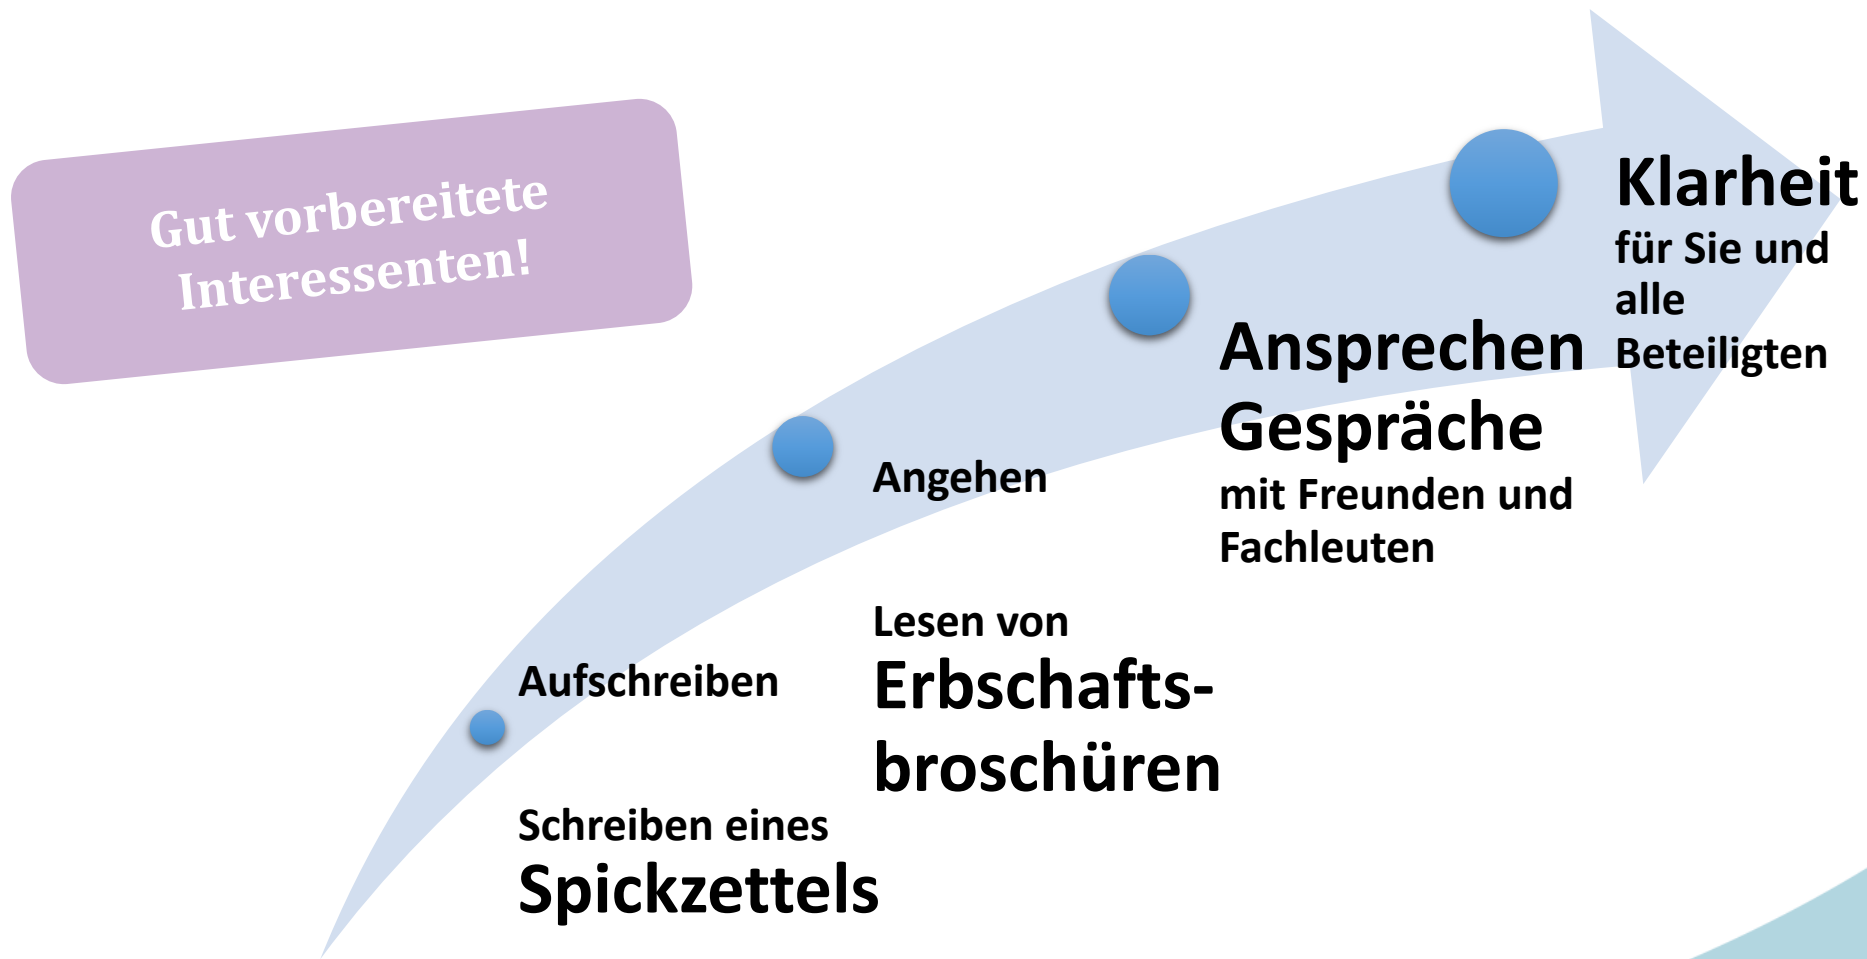 Gut vorbereitete
Interessenten!
Aufschreiben
Schreiben eines
Spickzettels
Angehen
Lesen von
Erbschafts-
broschüren
Ansprechen
Gespräche
mit Freunden und
Fachleuten
Klarheit
für Sie und
alle
Beteiligten